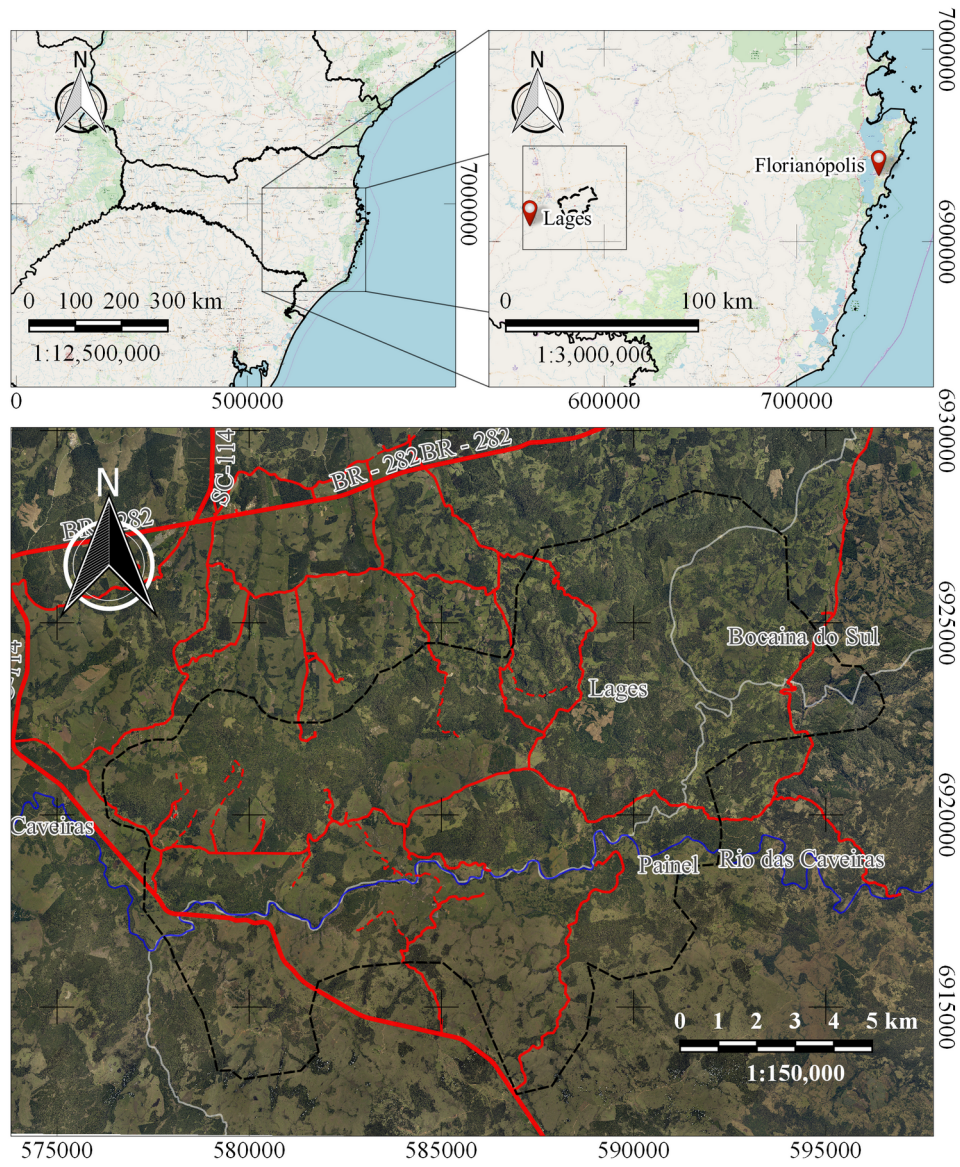 N
0 100 200 300 km
1:12,500,000
0
500000
7000000
N
Florianópolis
Lages
0 100 km
1:3,000,000
600000
700000
7000000
6900000
N
BR - 282
BR - 282
BR - 282
SC-114
Bocaina do Sul
Lages
Caveiras
Painel
Rio das Caveiras
0 1 2 3 4 5 km
1:150,000
575000
580000
585000
590000
595000
6930000
6925000
6920000
6915000